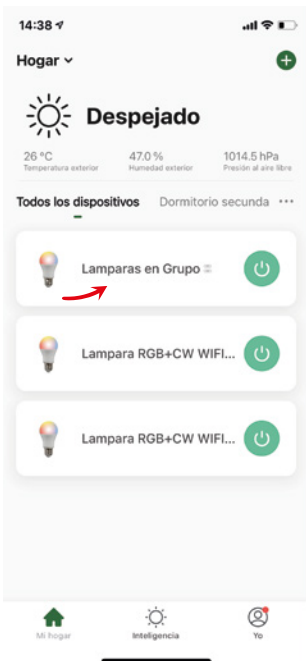 14:38
Hogar
Despejado
26 °C 47.0 % 1014.5 hPa
Temperatura exterior Humedad exterior Presión al aire libre
Todos los dispositivos Dormitorio secunda ···
Lamparas en Grupo
Lampara RGB+CW WIFI...
Lampara RGB+CW WIFI...
Mi hogar Inteligencia Yo